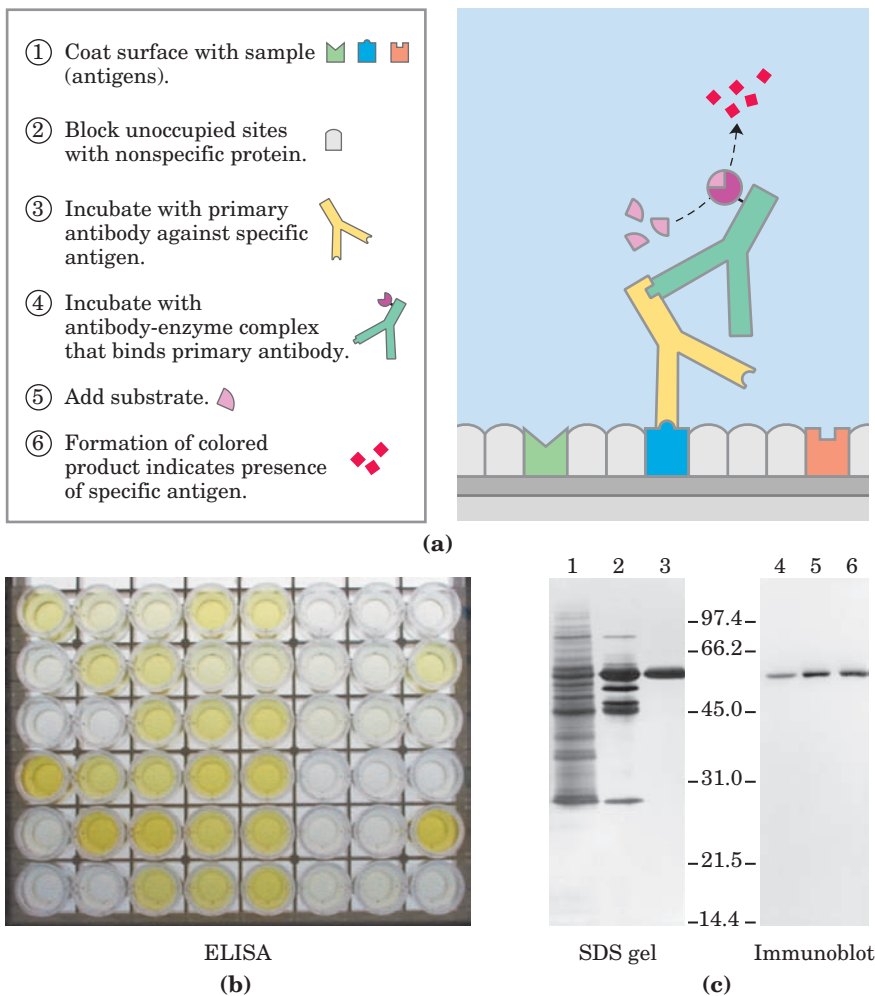 ① Coat surface with sample
(antigens).
② Block unoccupied sites
with nonspecific protein.
③ Incubate with primary
antibody against specific
antigen.
④ Incubate with
antibody-enzyme complex
that binds primary antibody.
⑤ Add substrate.
⑥ Formation of colored
product indicates presence
of specific antigen.
(a)
ELISA
(b)
1 2 3 4 5 6
97.4
66.2
45.0
31.0
21.5
14.4
SDS gel Immunoblot
(c)